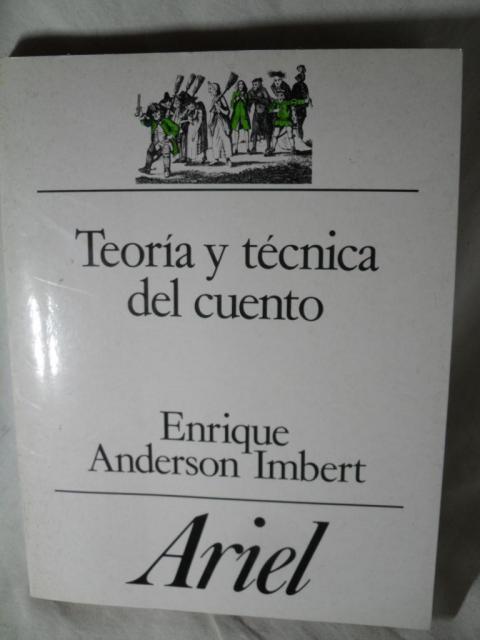 Teoría y técnica
del cuento
Enrique
Anderson Imbert
Ariel